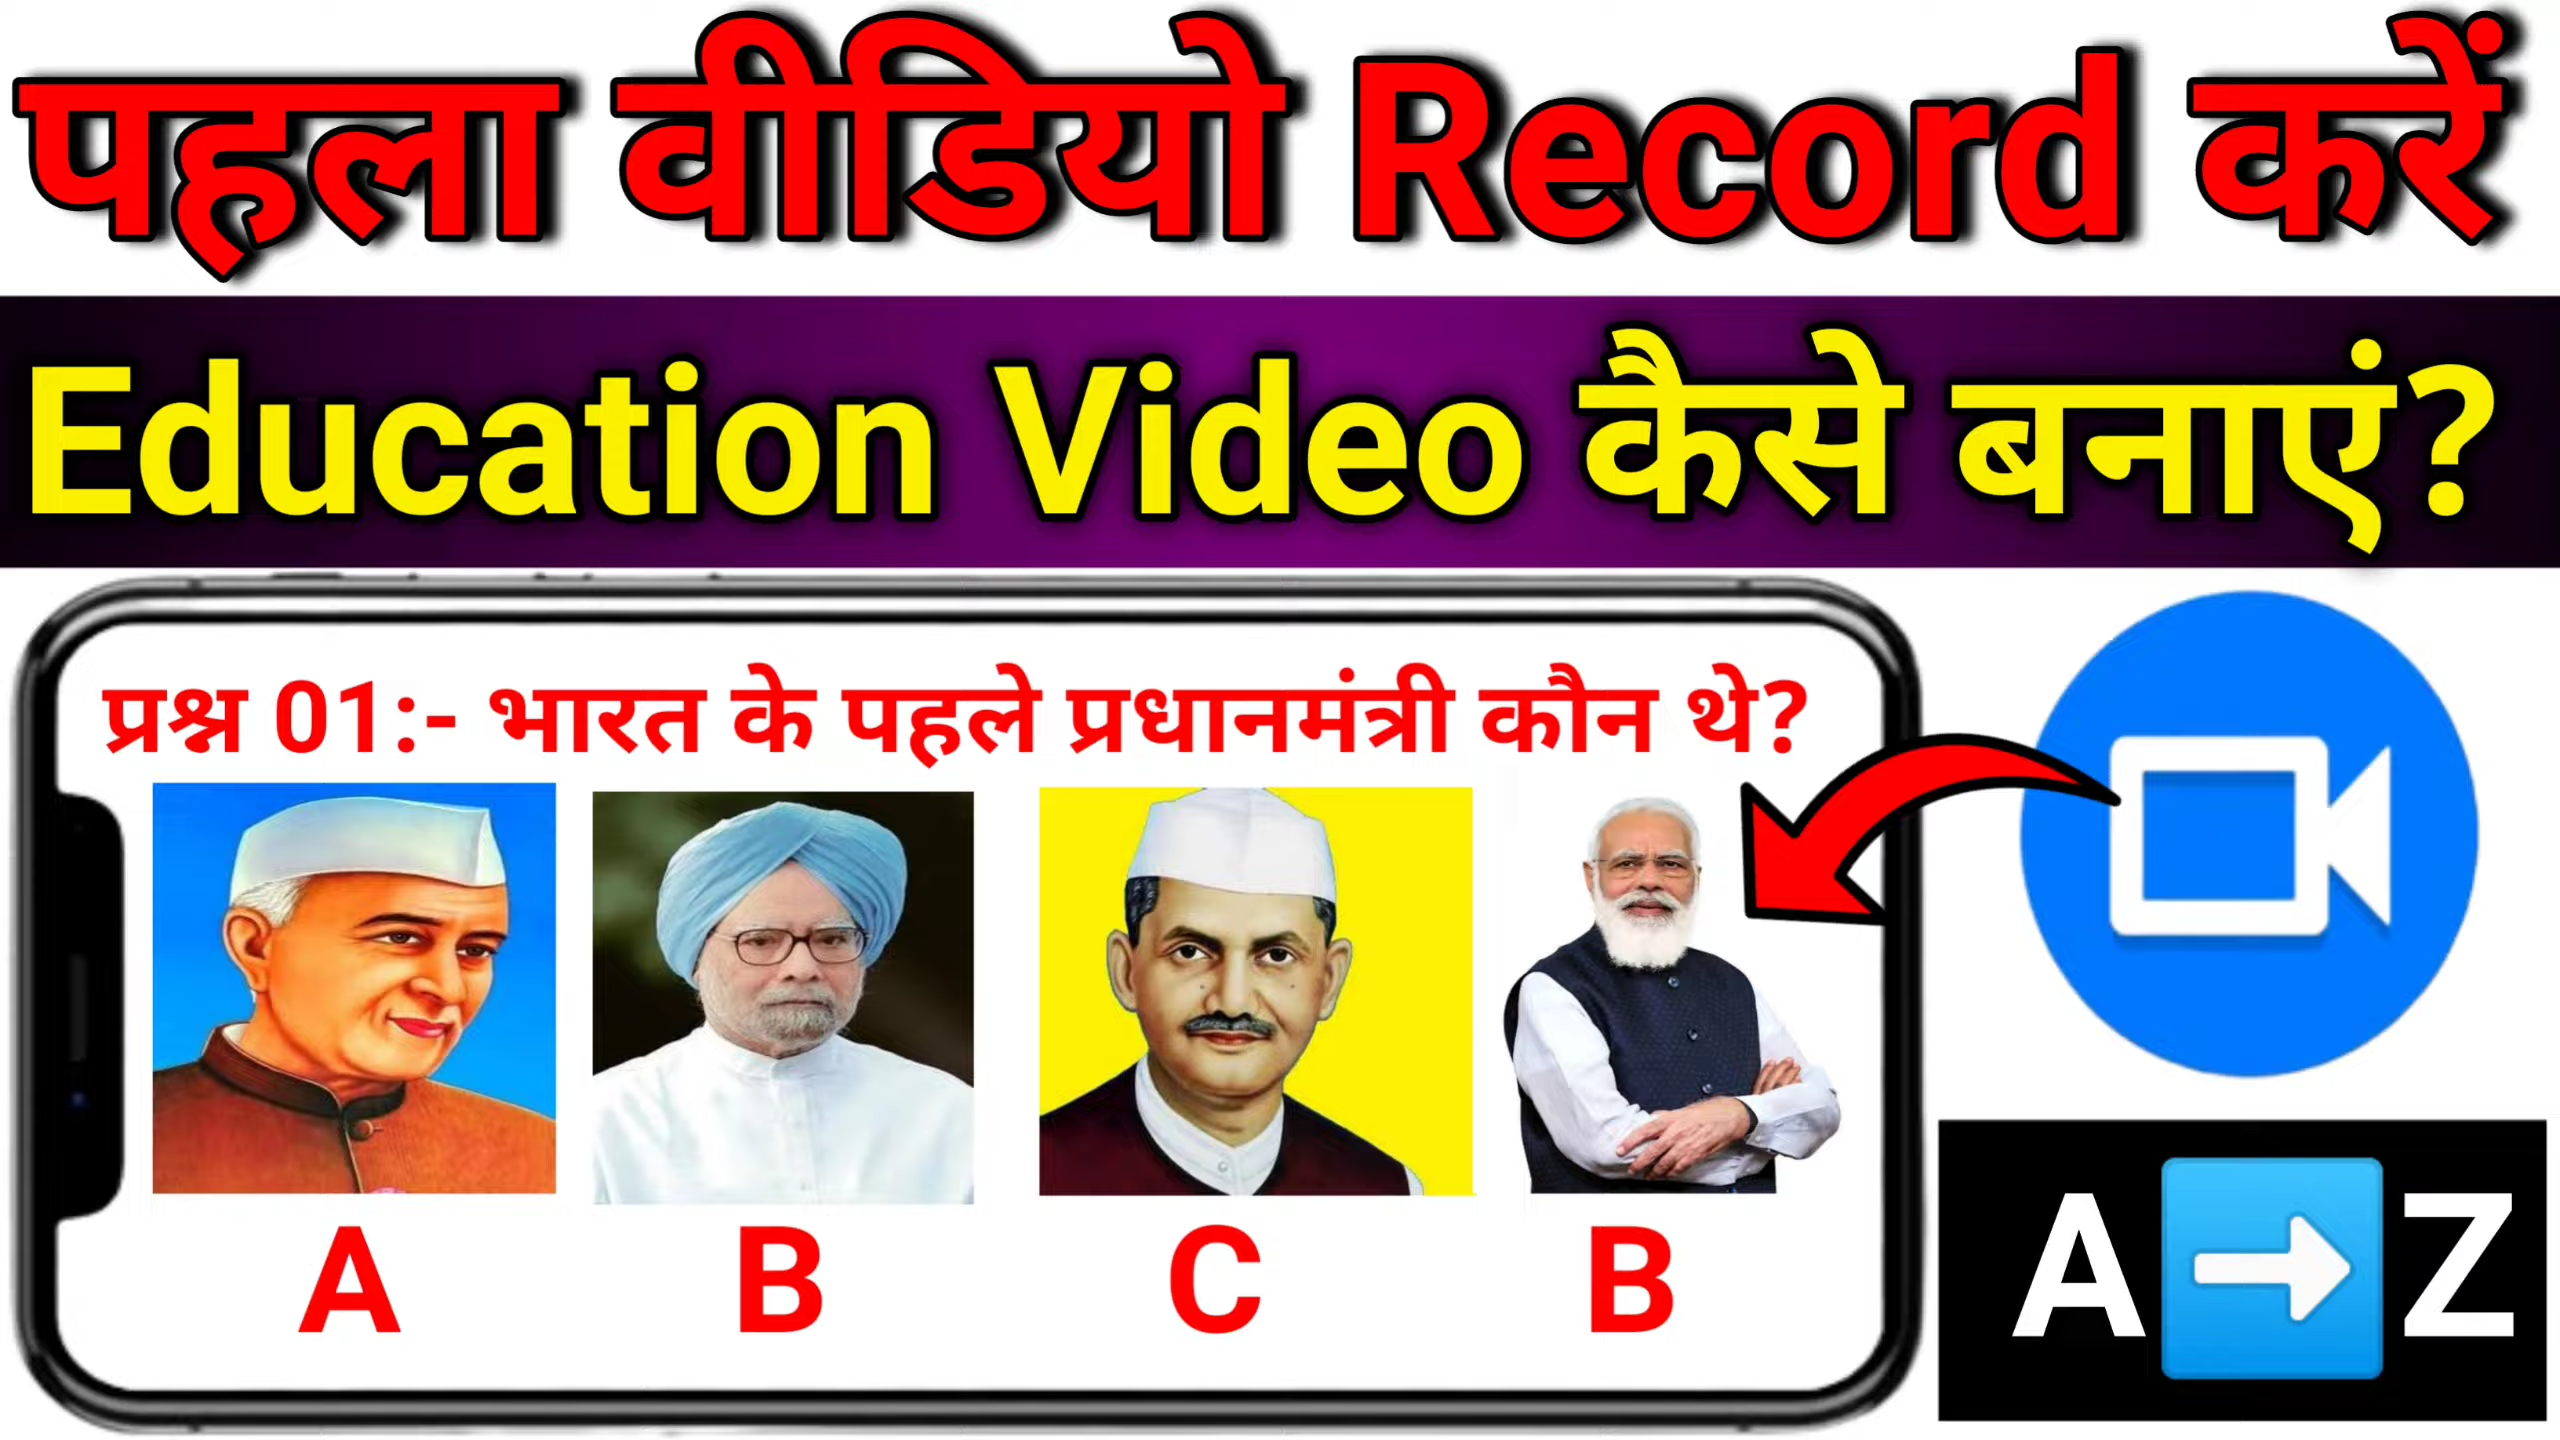 पहला वीडियो Record करें
Education Video कैसे बनाएं?
प्रश्न 01:- भारत के पहले प्रधानमंत्री कौन थे?
A B C B
A➡Z